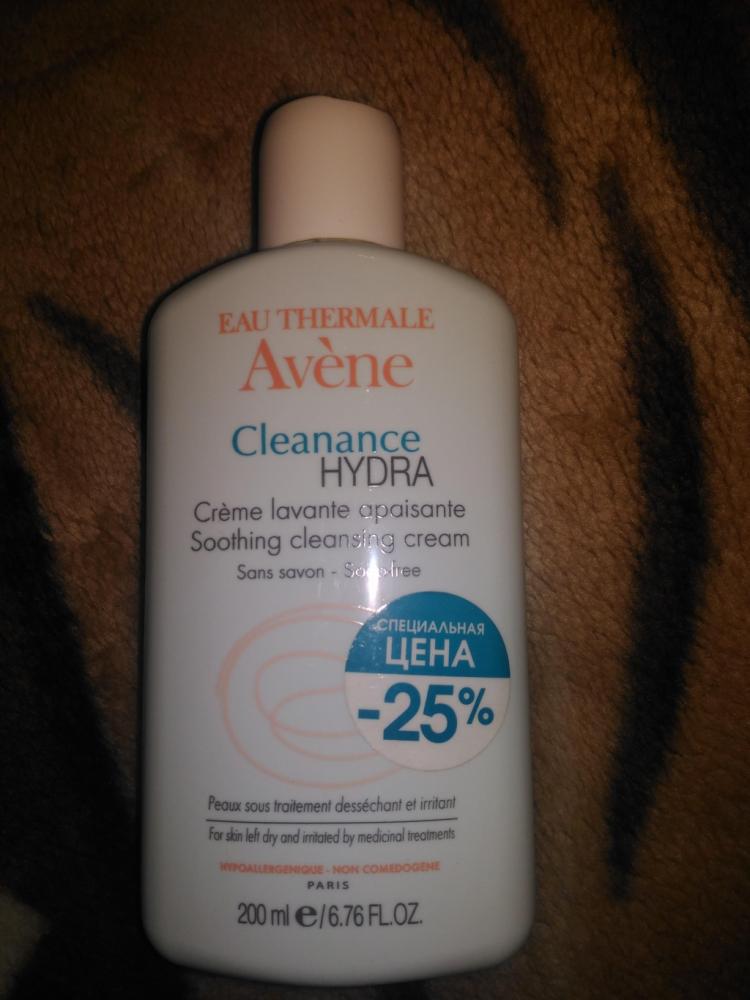 EAU THERMALE
Avène
Cleanance
HYDRA
Crème lavante apaisante
Soothing cleansing cream
Sans savon - Soap-free
СПЕЦИАЛЬНАЯ
ЦЕНА
-25%
Peaux sous traitement desséchant et irritant
For skin left dry and irritated by medicinal treatments
HYPOALLERGENIQUE - NON COMEDOGENE
PARIS
200 ml e/6.76 FL.OZ.